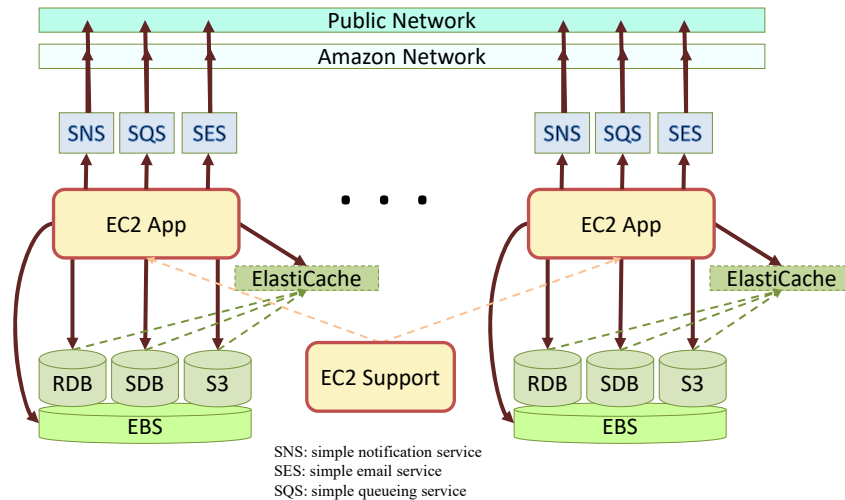 Public Network
Amazon Network
SNS SQS SES SNS SQS SES
. . .
EC2 App EC2 App
ElastiCache ElastiCache
RDB SDB S3 EC2 Support RDB SDB S3
EBS EBS
SNS: simple notification service
SES: simple email service
SQS: simple queueing service